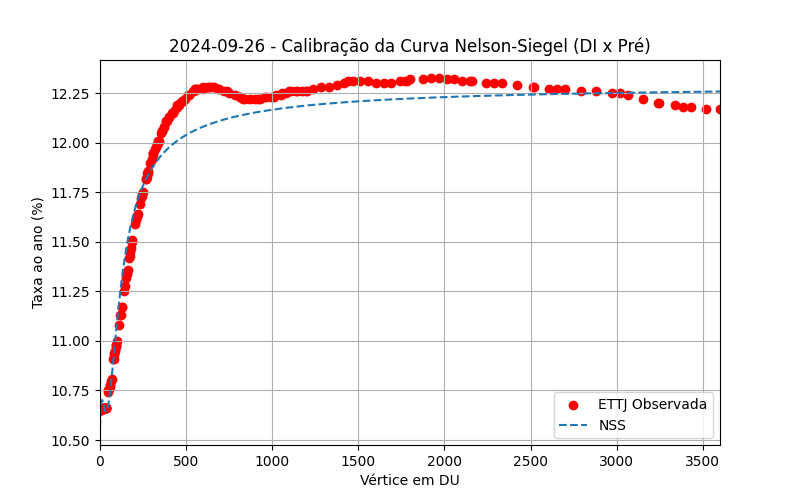 2024-09-26 - Calibração da Curva Nelson-Siegel (DI x Pré)
Taxa ao ano (%)
12.25
12.00
11.75
11.50
11.25
11.00
10.75
10.50
ETTJ Observada
NSS
0 500 1000 1500 2000 2500 3000 3500
Vértice em DU